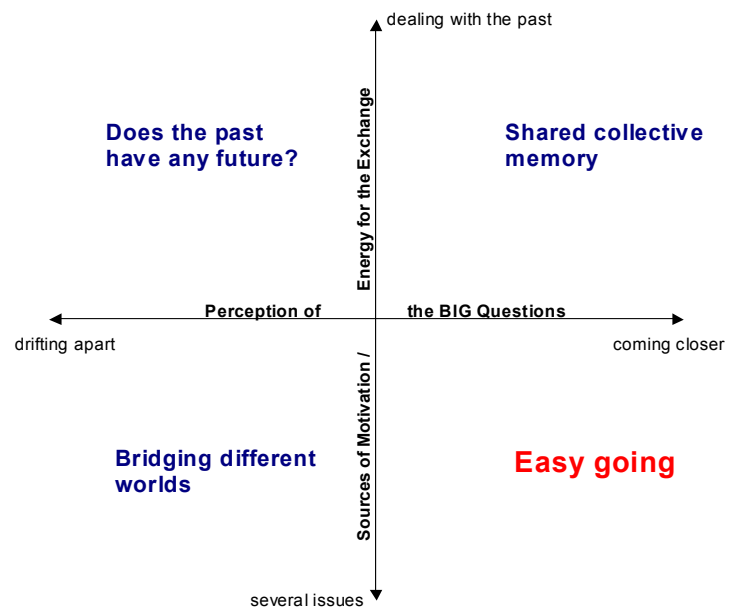 dealing with the past
Does the past
have any future?
Shared collective
memory
Sources of Motivation / Energy for the Exchange
Perception of the BIG Questions
drifting apart
coming closer
Bridging different
worlds
Easy going
several issues